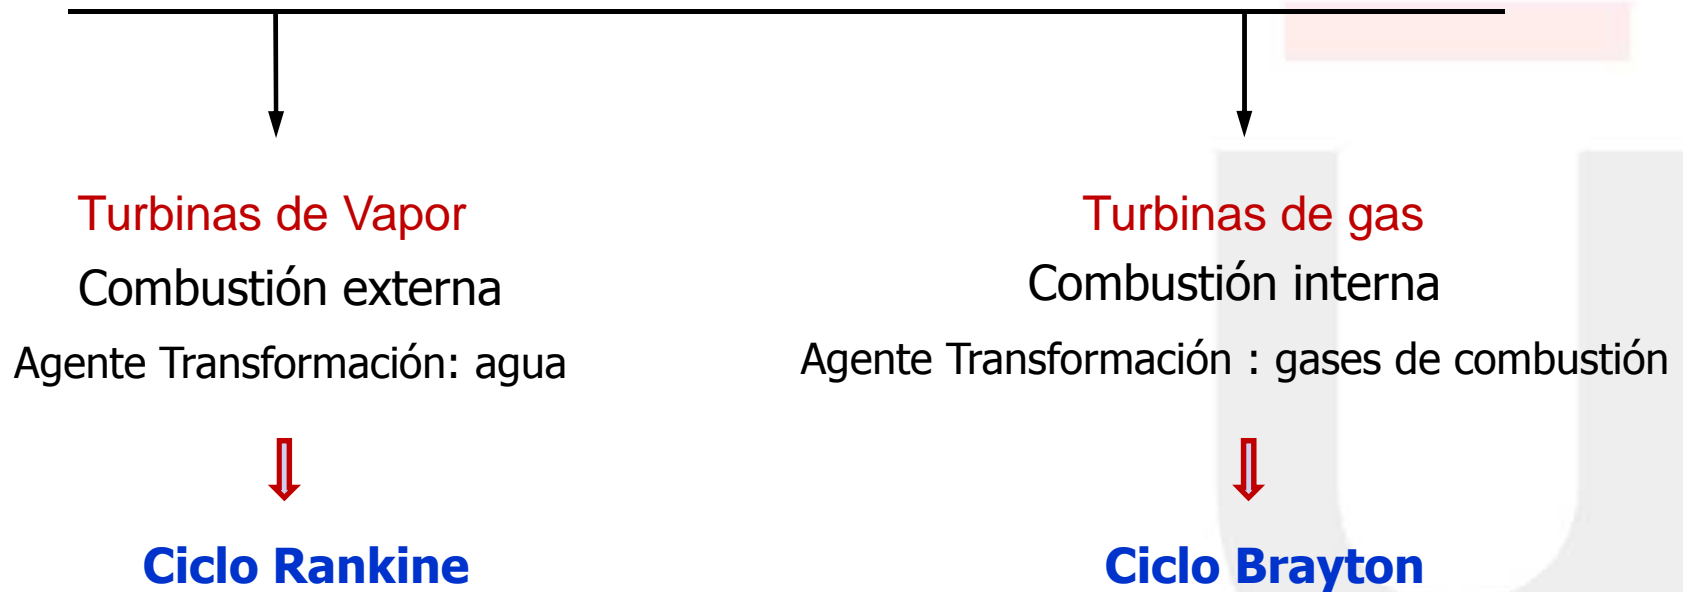 Turbinas de Vapor
Combustión externa
Agente Transformación: agua
Ciclo Rankine
Turbinas de gas
Combustión interna
Agente Transformación : gases de combustión
Ciclo Brayton